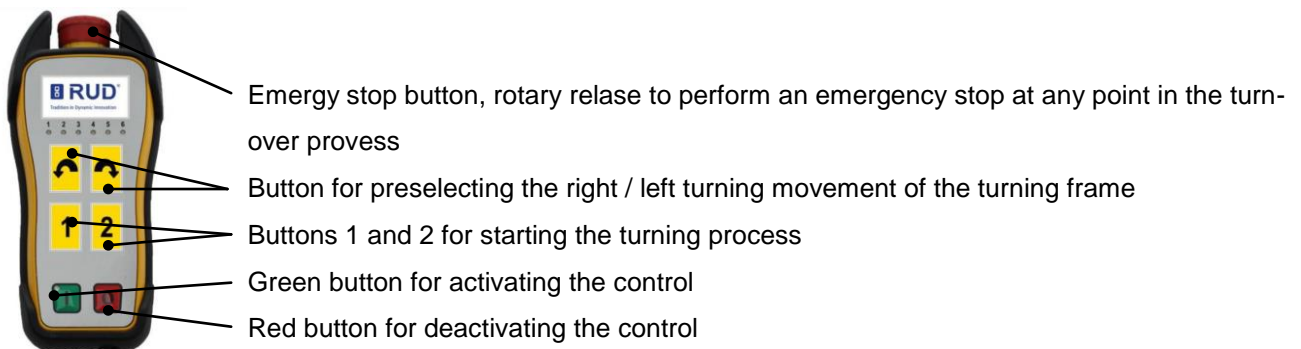 RUD
Tradition in Dynamic Innovation
1 2 3 4 5 6
1 2
Emergy stop button, rotary relase to perform an emergency stop at any point in the turn-
over provess
Button for preselecting the right / left turning movement of the turning frame
Buttons 1 and 2 for starting the turning process
Green button for activating the control
Red button for deactivating the control